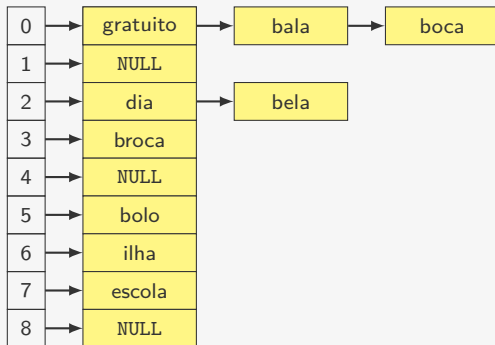 0 gratuito bala boca
1 NULL
2 dia bela
3 broca
4 NULL
5 bolo
6 ilha
7 escola
8 NULL